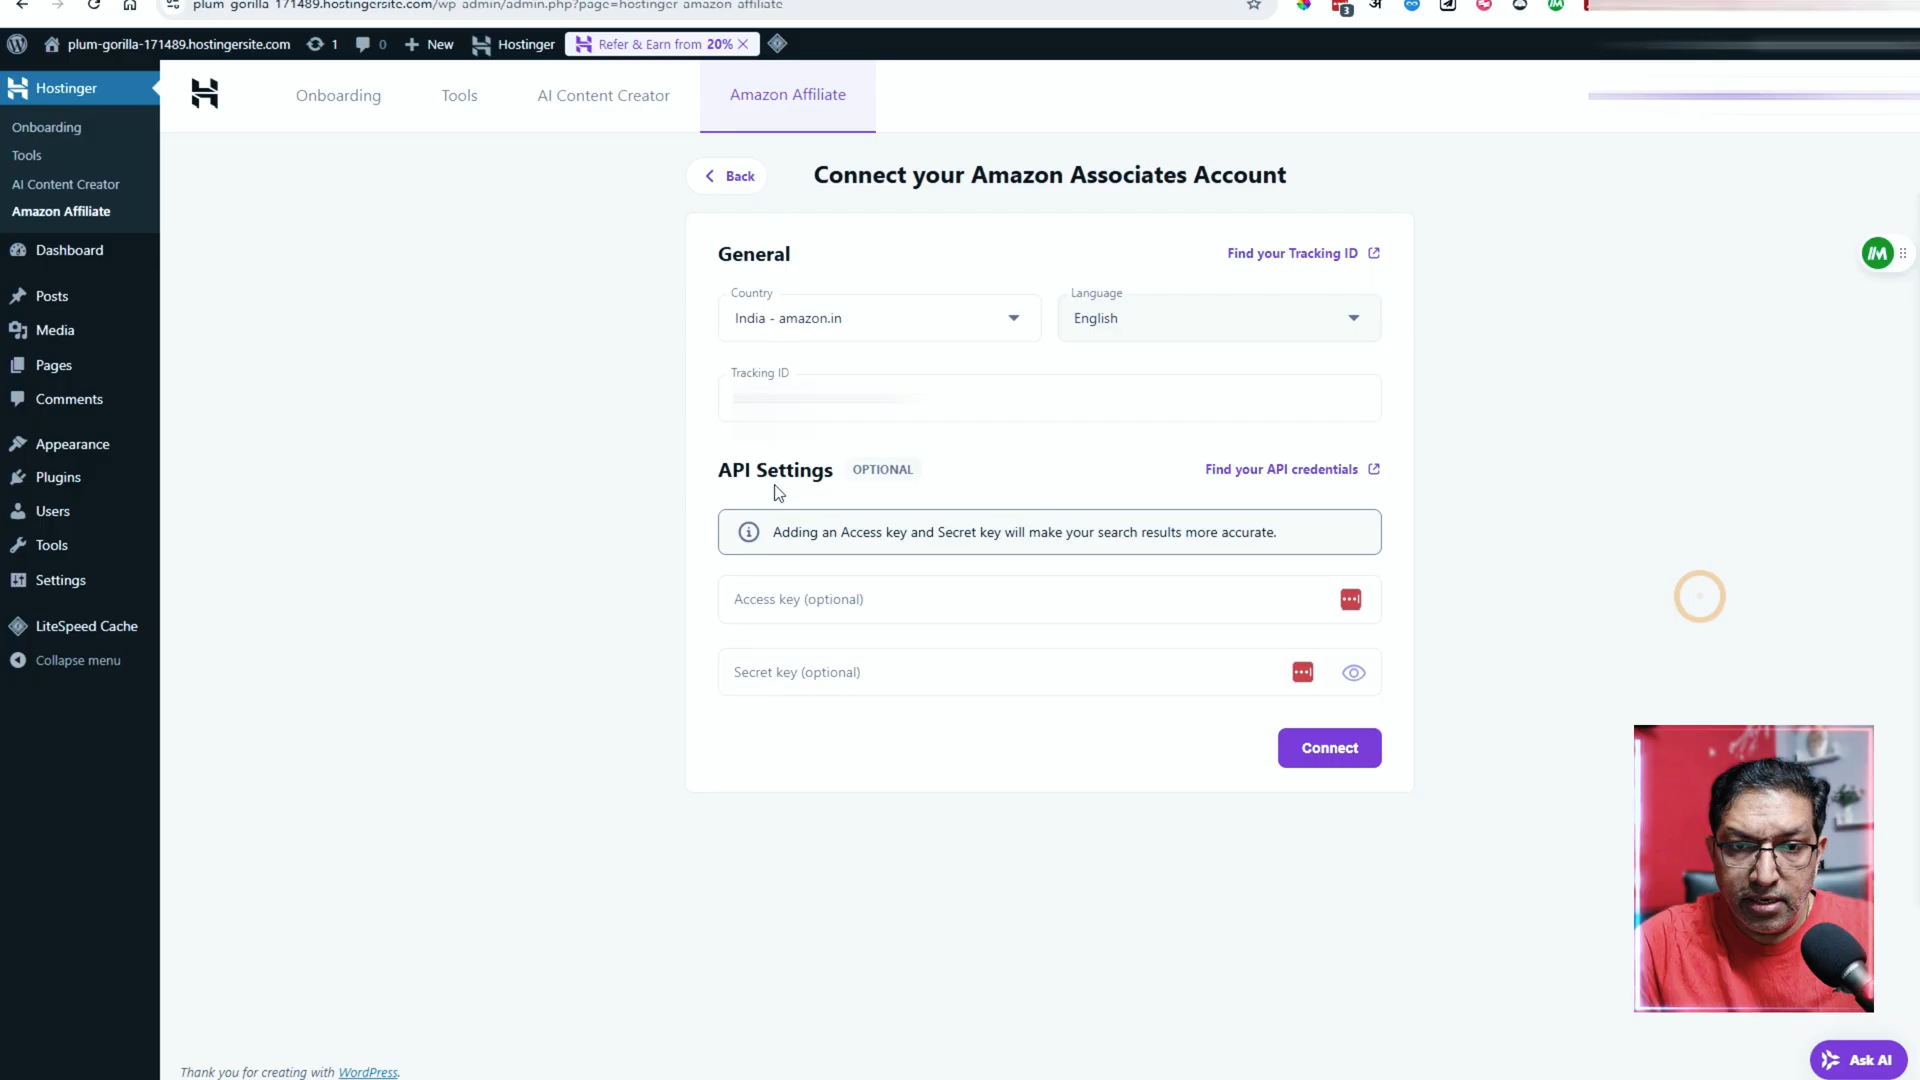 plum gorilla 171489.hostingersite.com/wp admin/admin.php?page=hostinger amazon affiliate
3
plum-gorilla-171489.hostingersite.com
1
0
New
Hostinger
Refer & Earn from 20%
Hostinger
Onboarding
Tools
AI Content Creator
Amazon Affiliate
Dashboard
Posts
Media
Pages
Comments
Appearance
Plugins
Users
Tools
Settings
LiteSpeed Cache
Collapse menu
Onboarding
Tools
AI Content Creator
Amazon Affiliate
Back
Connect your Amazon Associates Account
General
Find your Tracking ID
Country
India - amazon.in
Language
English
Tracking ID
API Settings
OPTIONAL
Find your API credentials
Adding an Access key and Secret key will make your search results more accurate.
Access key (optional)
Secret key (optional)
Connect
Ask AI
Thank you for creating with WordPress.